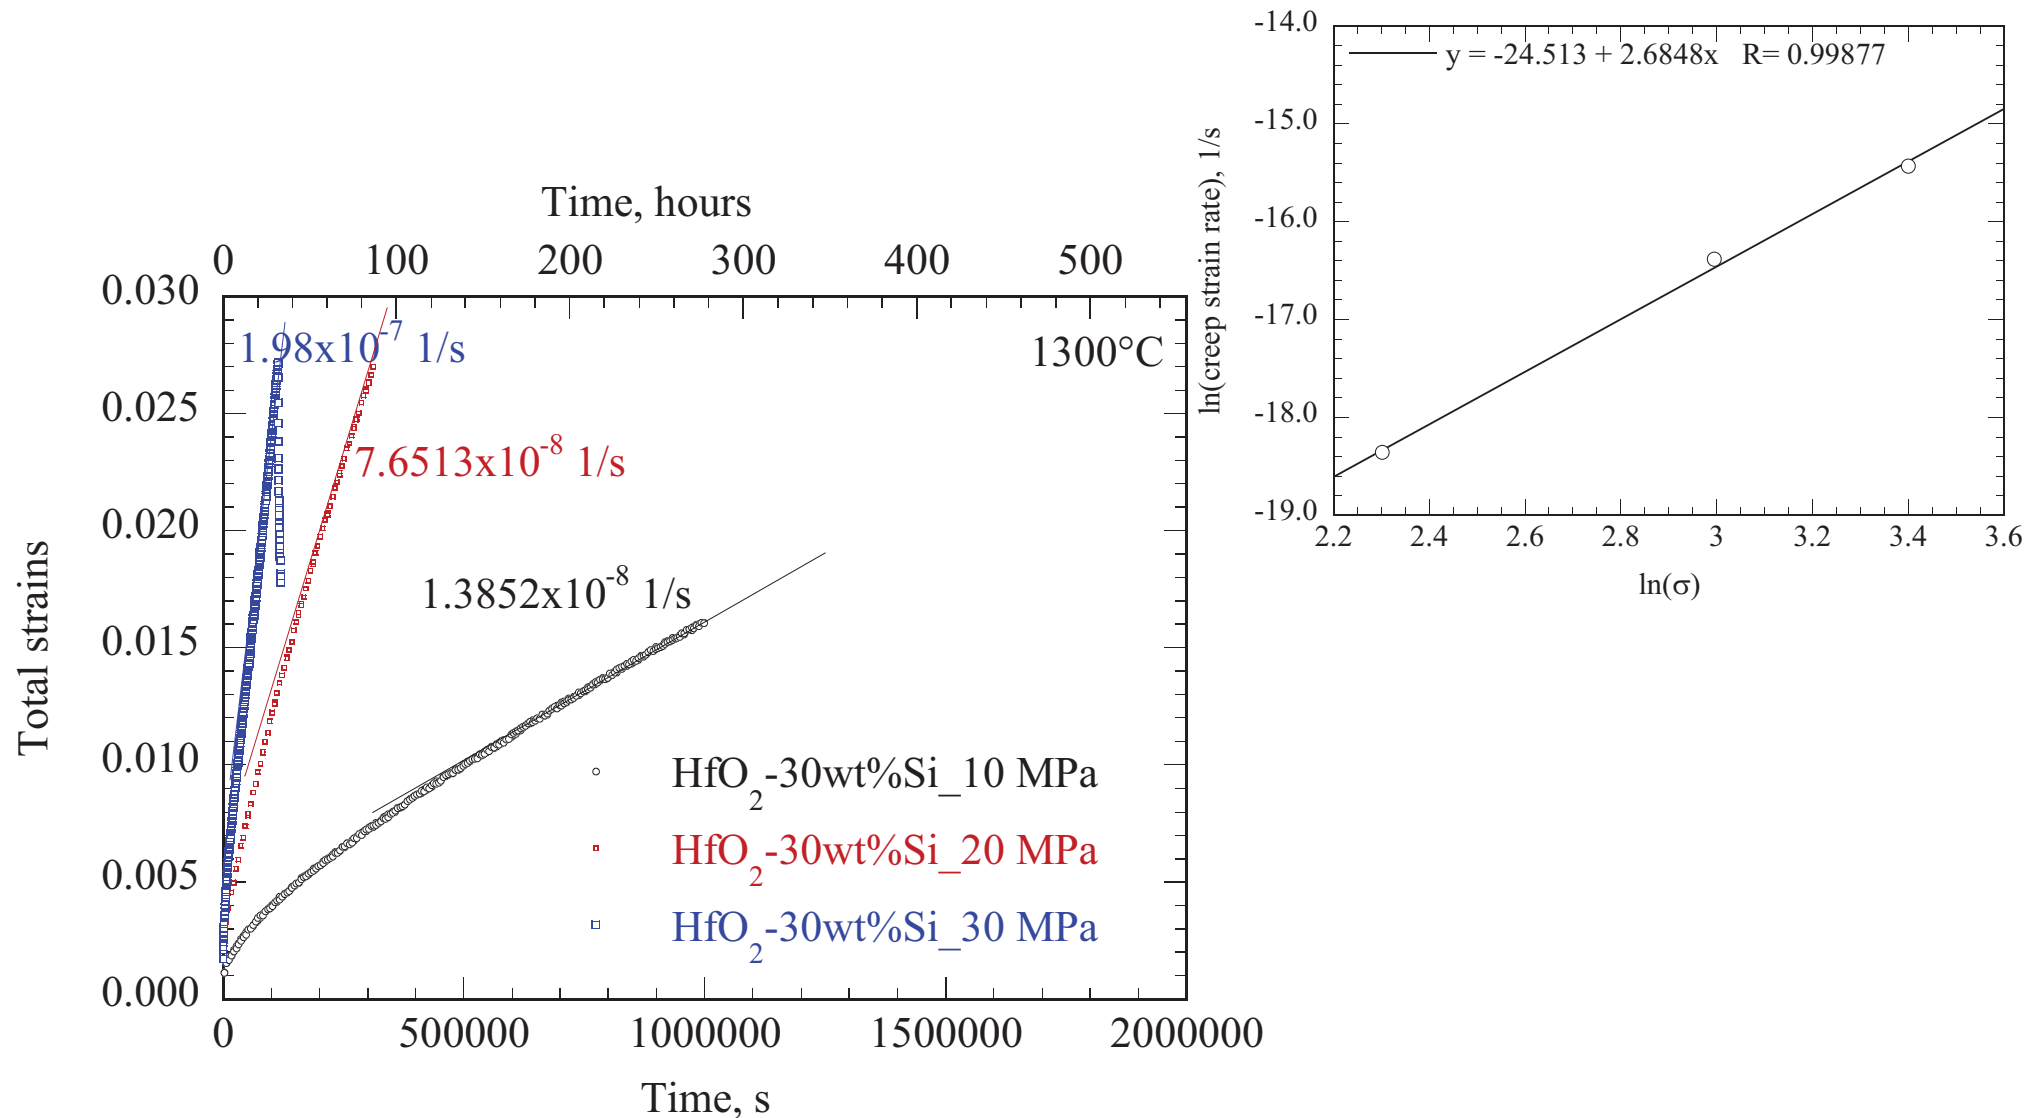 Time, hours
0 100 200 300 400 500
0.030
0.025
0.020
0.015
0.010
0.005
0.000
Total strains
1.98x10⁻⁷ 1/s
1300°C
7.6513x10⁻⁸ 1/s
1.3852x10⁻⁸ 1/s
HfO₂-30wt%Si_10 MPa
HfO₂-30wt%Si_20 MPa
HfO₂-30wt%Si_30 MPa
0 500000 1000000 1500000 2000000
Time, s
y = -24.513 + 2.6848x R= 0.99877
-14.0
-15.0
-16.0
-17.0
-18.0
-19.0
ln(creep strain rate), 1/s
2.2 2.4 2.6 2.8 3 3.2 3.4 3.6
ln(σ)